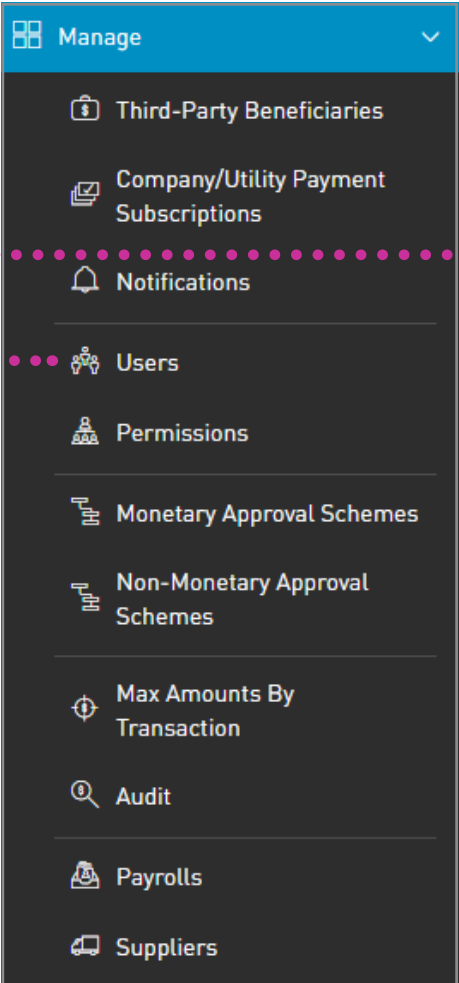 Manage
Third-Party Beneficiaries
Company/Utility Payment
Subscriptions
Notifications
Users
Permissions
Monetary Approval Schemes
Non-Monetary Approval
Schemes
Max Amounts By
Transaction
Audit
Payrolls
Suppliers